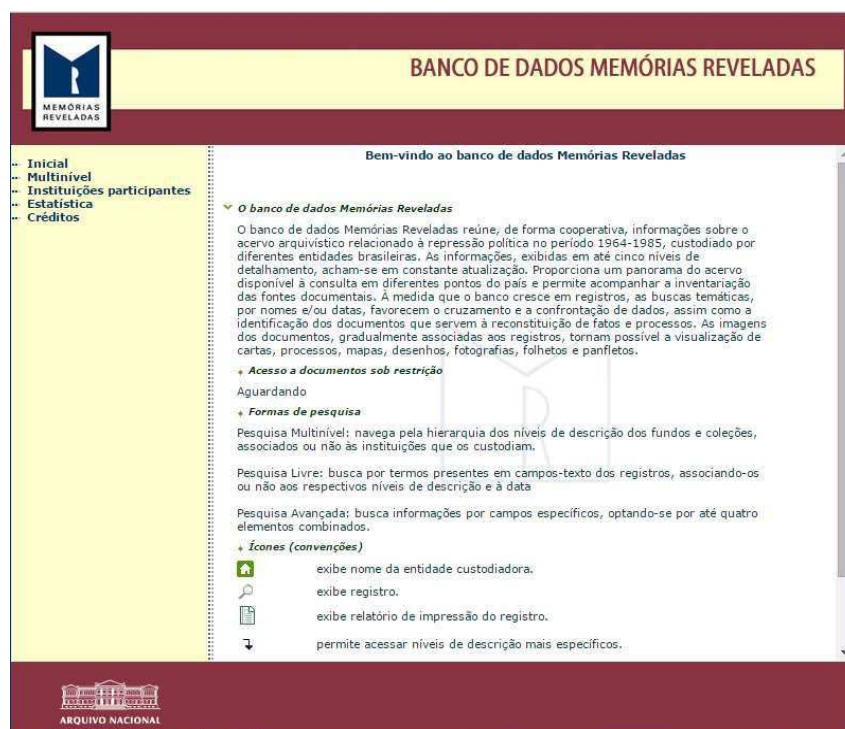 BANCO DE DADOS MEMÓRIAS REVELADAS
MEMÓRIAS
REVELADAS
Inicial
Multinível
Instituições participantes
Estatística
Créditos
Bem-vindo ao banco de dados Memórias Reveladas
O banco de dados Memórias Reveladas
O banco de dados Memórias Reveladas reúne, de forma cooperativa, informações sobre o
acervo arquivístico relacionado à repressão política no período 1964-1985, custodiado por
diferentes entidades brasileiras. As informações, exibidas em até cinco níveis de
detalhamento, acham-se em constante atualização. Proporciona um panorama do acervo
disponível à consulta em diferentes pontos do país e permite acompanhar a inventariação
das fontes documentais. À medida que o banco cresce em registros, as buscas temáticas,
por nomes e/ou datas, favorecem o cruzamento e a confrontação de dados, assim como a
identificação dos documentos que servem à reconstituição de fatos e processos. As imagens
dos documentos, gradualmente associadas aos registros, tornam possível a visualização de
cartas, processos, mapas, desenhos, fotografias, folhetos e panfletos.
Acesso a documentos sob restrição
Aguardando
Formas de pesquisa
Pesquisa Multinível: navega pela hierarquia dos níveis de descrição dos fundos e coleções,
associados ou não às instituições que os custodiam.
Pesquisa Livre: busca por termos presentes em campos-texto dos registros, associando-os
ou não aos respectivos níveis de descrição e à data
Pesquisa Avançada: busca informações por campos específicos, optando-se por até quatro
elementos combinados.
Ícones (convenções)
exibe nome da entidade custodiadora.
exibe registro.
exibe relatório de impressão do registro.
permite acessar níveis de descrição mais específicos.
ARQUIVO NACIONAL